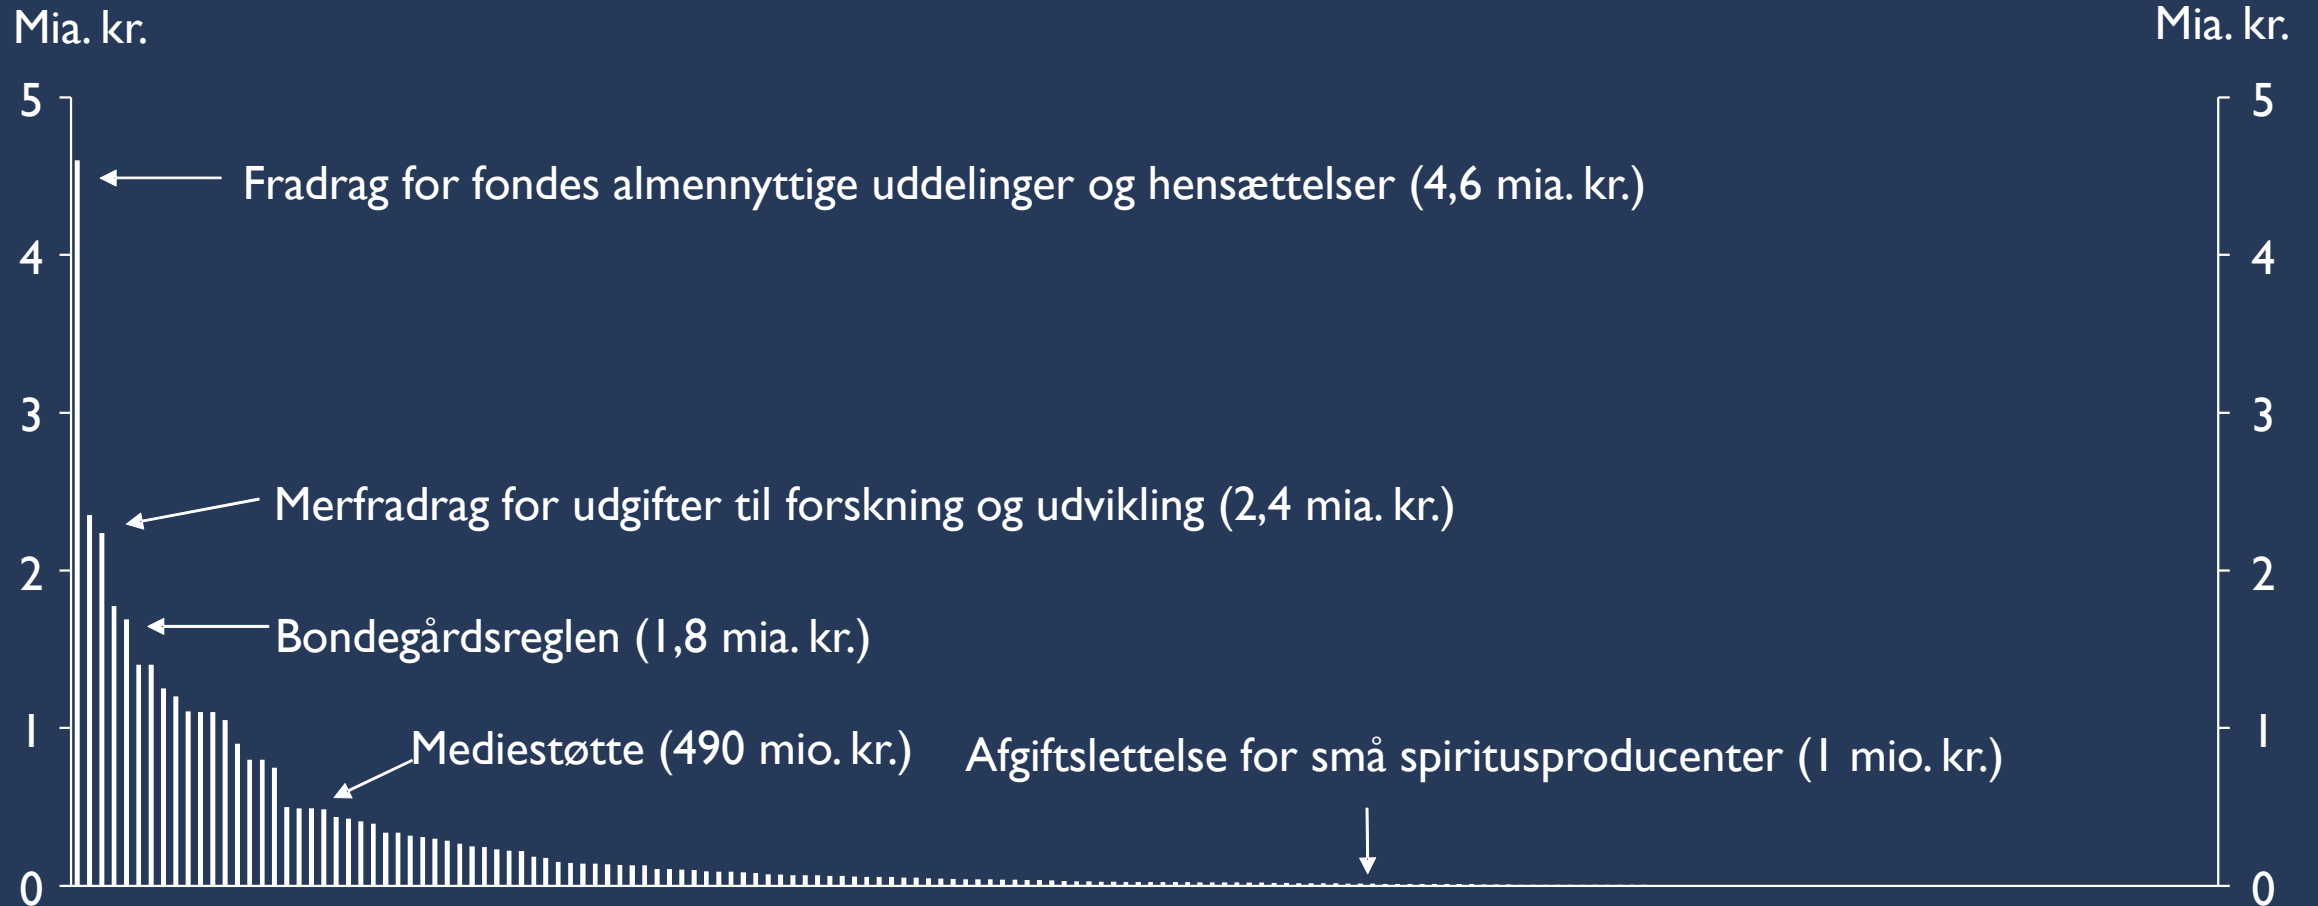 Mia. kr.
Mia. kr.
5
5
Fradrag for fondes almennyttige uddelinger og hensættelser (4,6 mia. kr.)
4
4
3
3
Merfradrag for udgifter til forskning og udvikling (2,4 mia. kr.)
2
2
Bondegårdsreglen (1,8 mia. kr.)
1
1
Mediestøtte (490 mio. kr.)
Afgiftslettelse for små spiritusproducenter (1 mio. kr.)
0
0